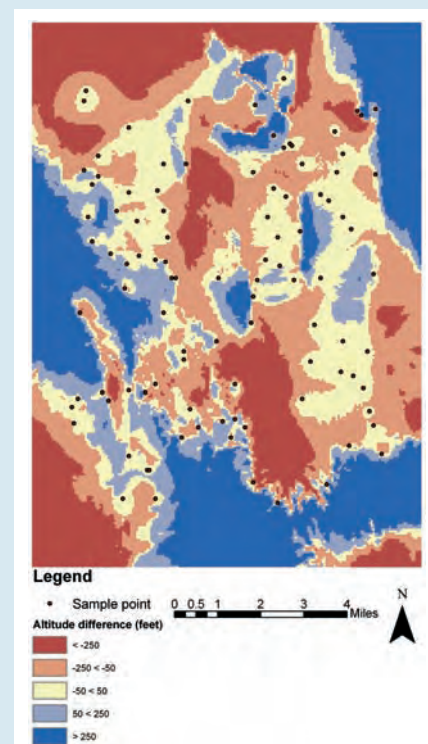 Legend
Sample point
0 0.5 1 2 3 4
Miles
N
Altitude difference (feet)
< -250
-250 < -50
-50 < 50
50 < 250
> 250